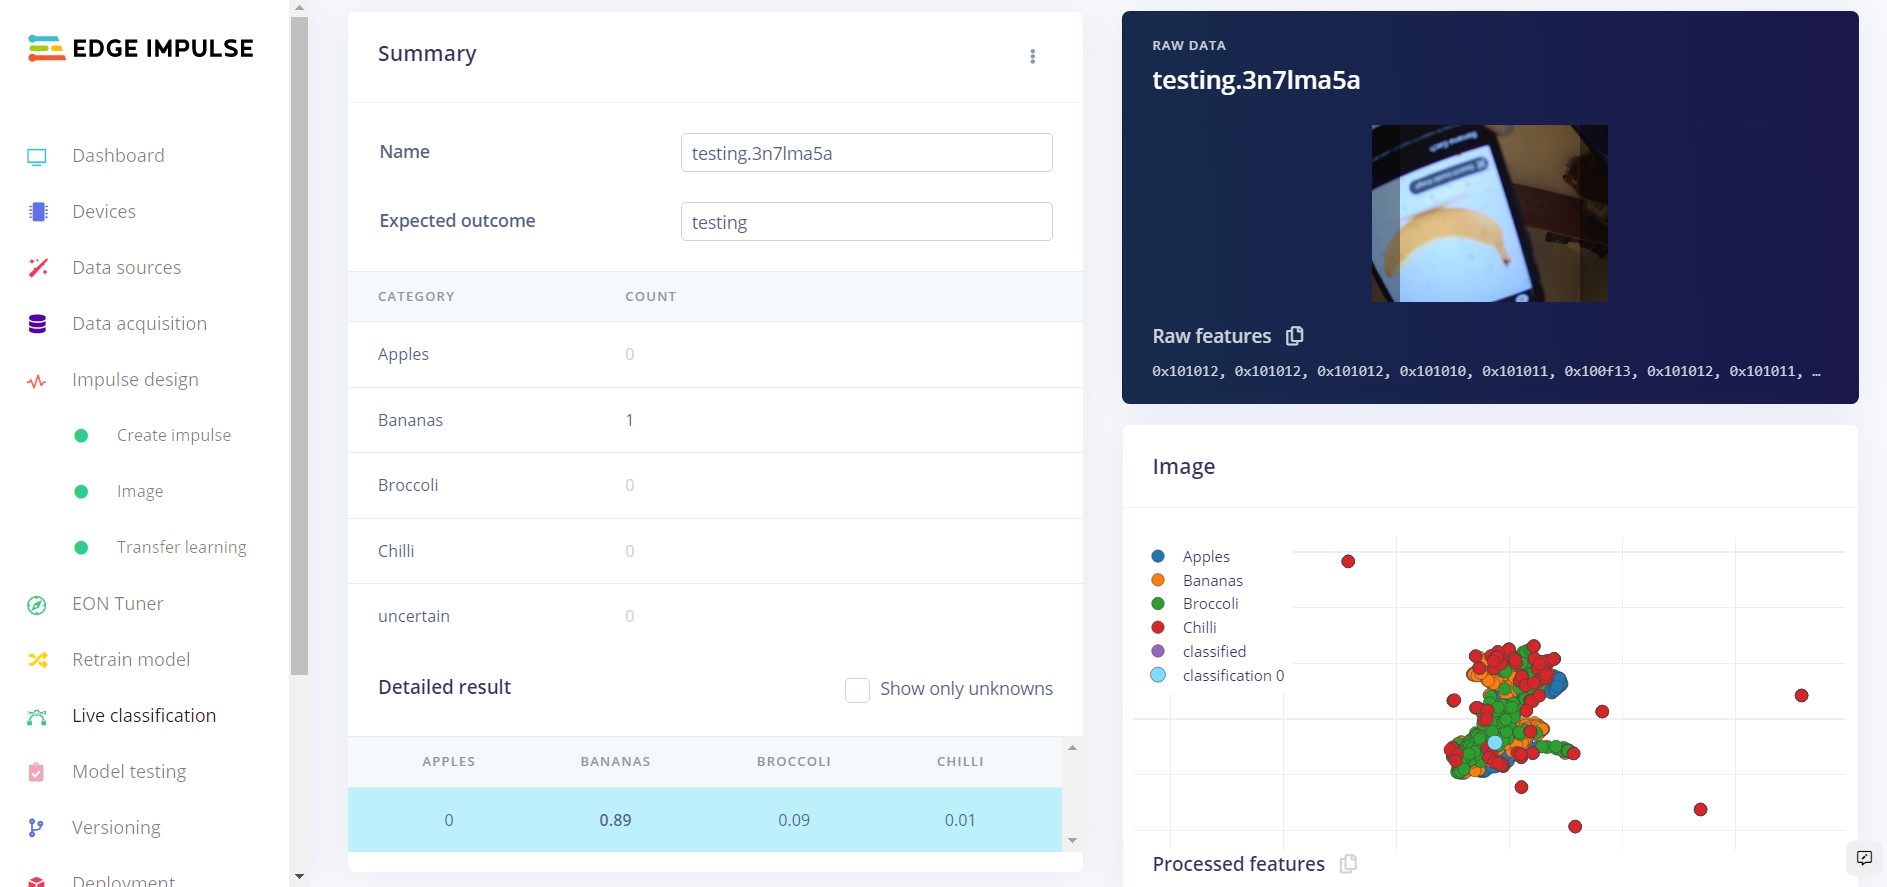 EDGE IMPULSE
Dashboard
Devices
Data sources
Data acquisition
Impulse design
Create impulse
Image
Transfer learning
EON Tuner
Retrain model
Live classification
Model testing
Versioning
Deployment
Summary
Name
testing.3n7lma5a
Expected outcome
testing
CATEGORY COUNT
Apples 0
Bananas 1
Broccoli 0
Chilli 0
uncertain 0
Detailed result
Show only unknowns
APPLES BANANAS BROCCOLI CHILLI
0 0.89 0.09 0.01
RAW DATA
testing.3n7lma5a
Raw features
0x101012, 0x101012, 0x101012, 0x101010, 0x101011, 0x100f13, 0x101012, 0x101011, …
Image
Apples
Bananas
Broccoli
Chilli
classified
classification 0
Processed features